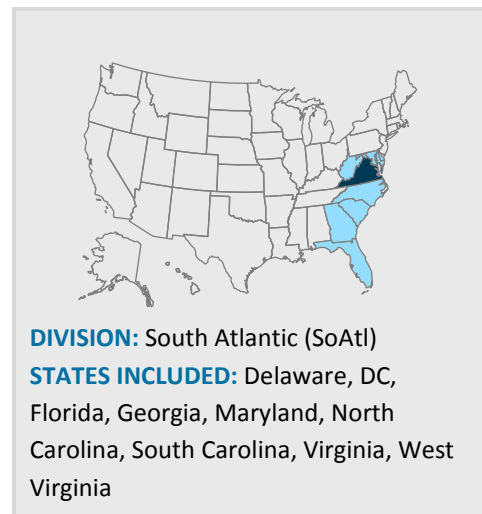 DIVISION: South Atlantic (SoAtl)
STATES INCLUDED: Delaware, DC,
Florida, Georgia, Maryland, North
Carolina, South Carolina, Virginia, West
Virginia